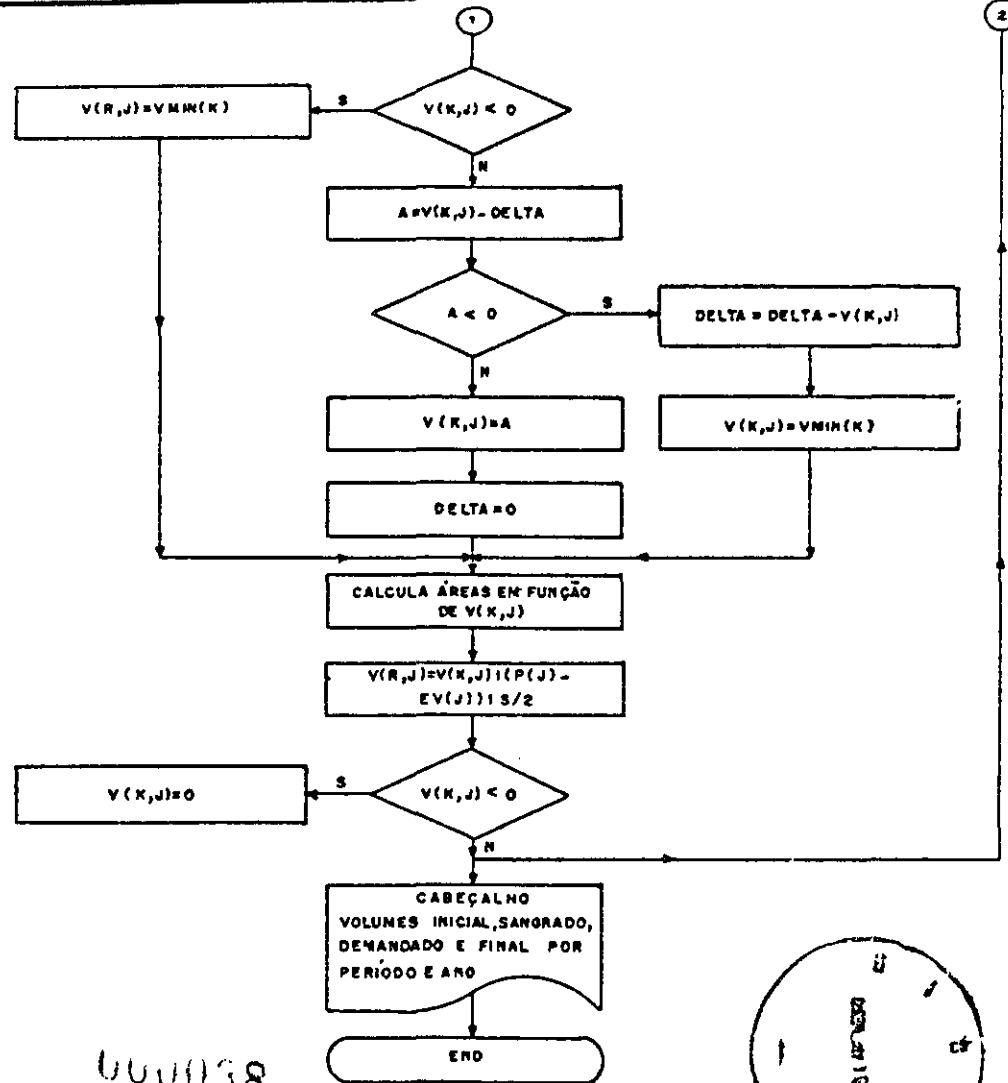 1
2
V(K,J) < 0
S
V(R,J)=VMIN(K)
N
A=V(K,J)-DELTA
A < 0
S
DELTA = DELTA - V(K,J)
N
V(K,J)=A
V(K,J)=VMIN(K)
DELTA=0
CALCULA ÁREAS EM FUNÇÃO
DE V(K,J)
V(R,J)=V(K,J)1(P(J)-
EV(J))1 S/2
V(K,J) < 0
S
V(K,J)=0
N
CABEÇALHO
VOLUMES INICIAL, SANGRADO,
DEMANDADO E FINAL POR
PERÍODO E ANO
END